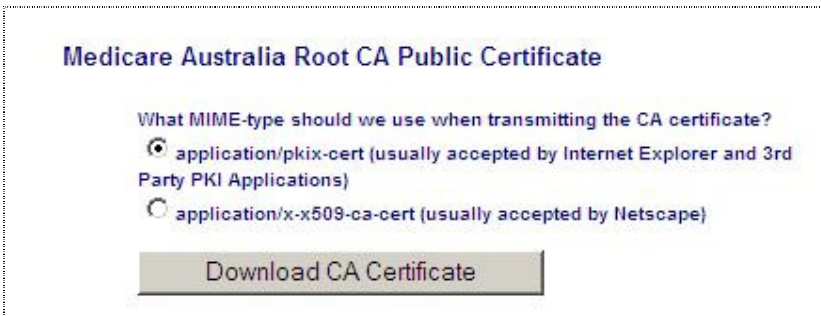 Medicare Australia Root CA Public Certificate
What MIME-type should we use when transmitting the CA certificate?
application/pkix-cert (usually accepted by Internet Explorer and 3rd
Party PKI Applications)
application/x-x509-ca-cert (usually accepted by Netscape)
Download CA Certificate